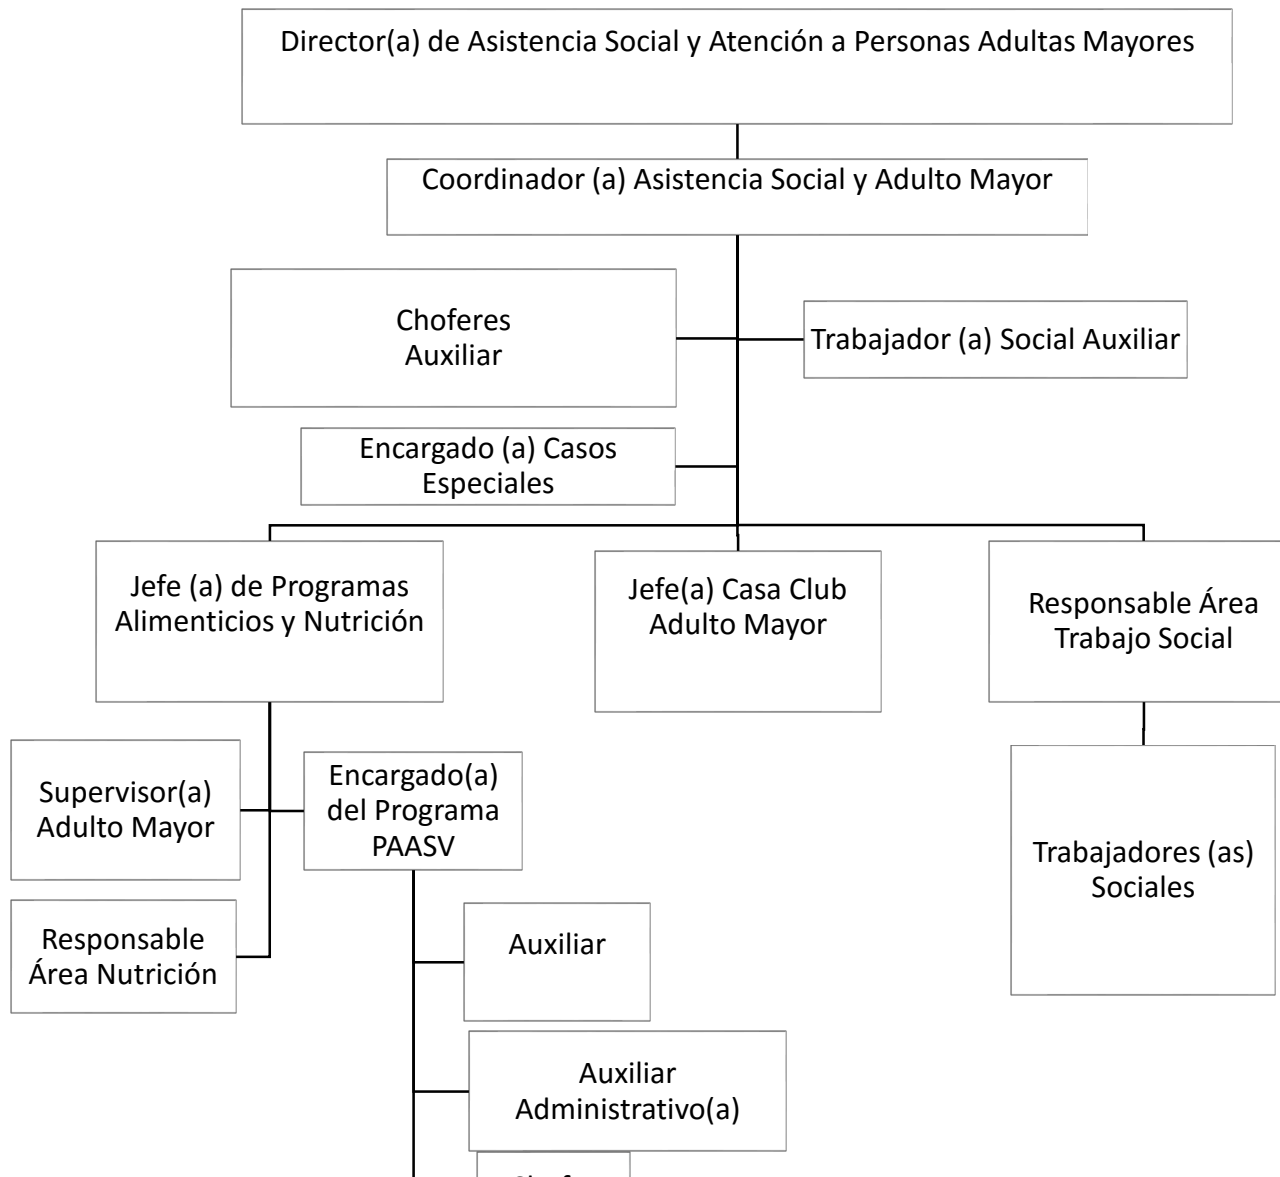 Director(a) de Asistencia Social y Atención a Personas Adultas Mayores
Coordinador (a) Asistencia Social y Adulto Mayor
Choferes
Auxiliar
Trabajador (a) Social Auxiliar
Encargado (a) Casos
Especiales
Jefe (a) de Programas
Alimenticios y Nutrición
Jefe(a) Casa Club
Adulto Mayor
Responsable Área
Trabajo Social
Supervisor(a)
Adulto Mayor
Encargado(a)
del Programa
PAASV
Trabajadores (as)
Sociales
Responsable
Área Nutrición
Auxiliar
Auxiliar
Administrativo(a)